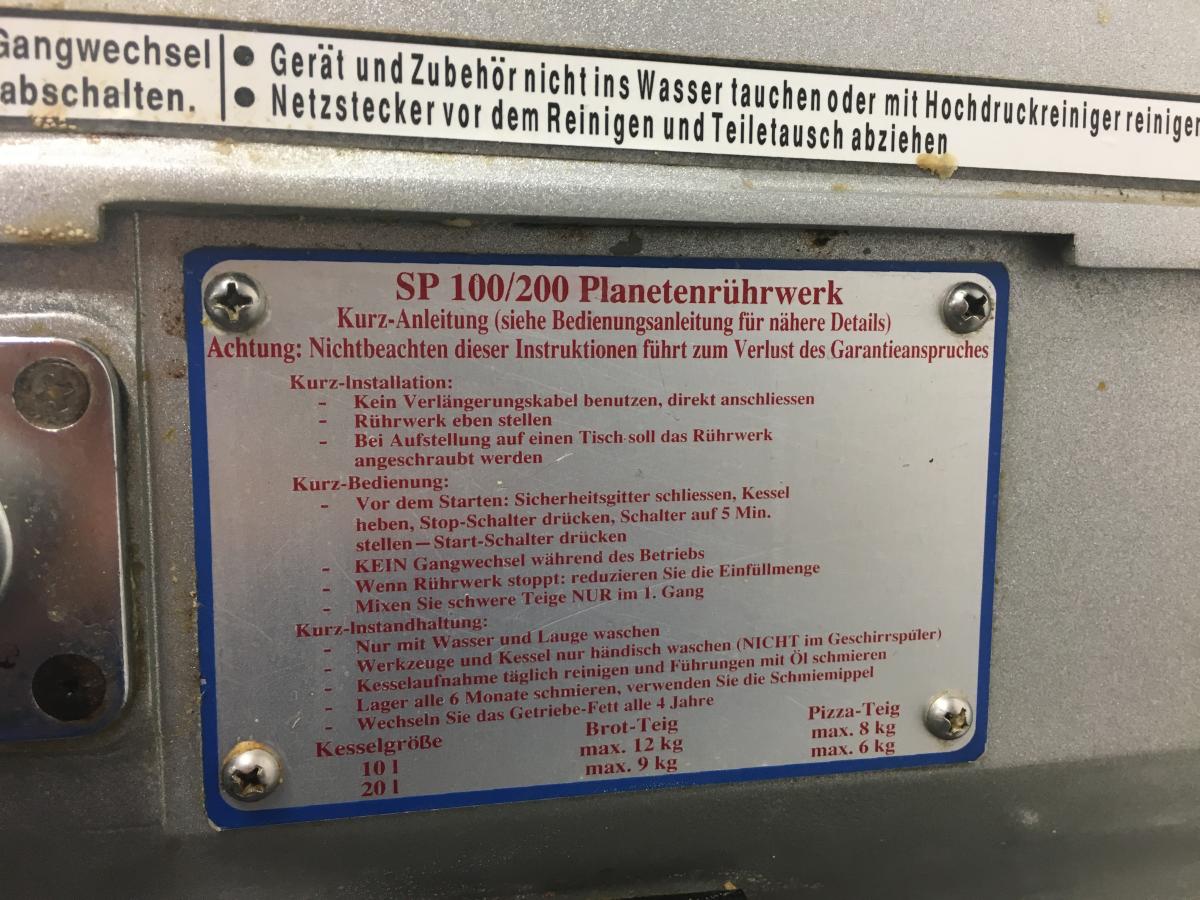 Gangwechsel
abschalten.
• Gerät und Zubehör nicht ins Wasser tauchen oder mit Hochdruckreiniger reinigen
• Netzstecker vor dem Reinigen und Teiletausch abziehen
SP 100/200 Planetenrührwerk
Kurz-Anleitung (siehe Bedienungsanleitung für nähere Details)
Achtung: Nichtbeachten dieser Instruktionen führt zum Verlust des Garantieanspruches
Kurz-Installation:
- Kein Verlängerungskabel benutzen, direkt anschliessen
- Rührwerk eben stellen
- Bei Aufstellung auf einen Tisch soll das Rührwerk
angeschraubt werden
Kurz-Bedienung:
- Vor dem Starten: Sicherheitsgitter schliessen, Kessel
heben, Stop-Schalter drücken, Schalter auf 5 Min.
stellen – Start-Schalter drücken
- KEIN Gangwechsel während des Betriebs
- Wenn Rührwerk stoppt: reduzieren Sie die Einfüllmenge
- Mixen Sie schwere Teige NUR im 1. Gang
Kurz-Instandhaltung:
- Nur mit Wasser und Lauge waschen
- Werkzeuge und Kessel nur händisch waschen (NICHT im Geschirrspüler)
- Kesselaufnahme täglich reinigen und Führungen mit Öl schmieren
- Lager alle 6 Monate schmieren, verwenden Sie die Schmiemippel
- Wechseln Sie das Getriebe-Fett alle 4 Jahre
Kesselgröße Brot-Teig Pizza-Teig
10 l max. 12 kg max. 8 kg
20 l max. 9 kg max. 6 kg